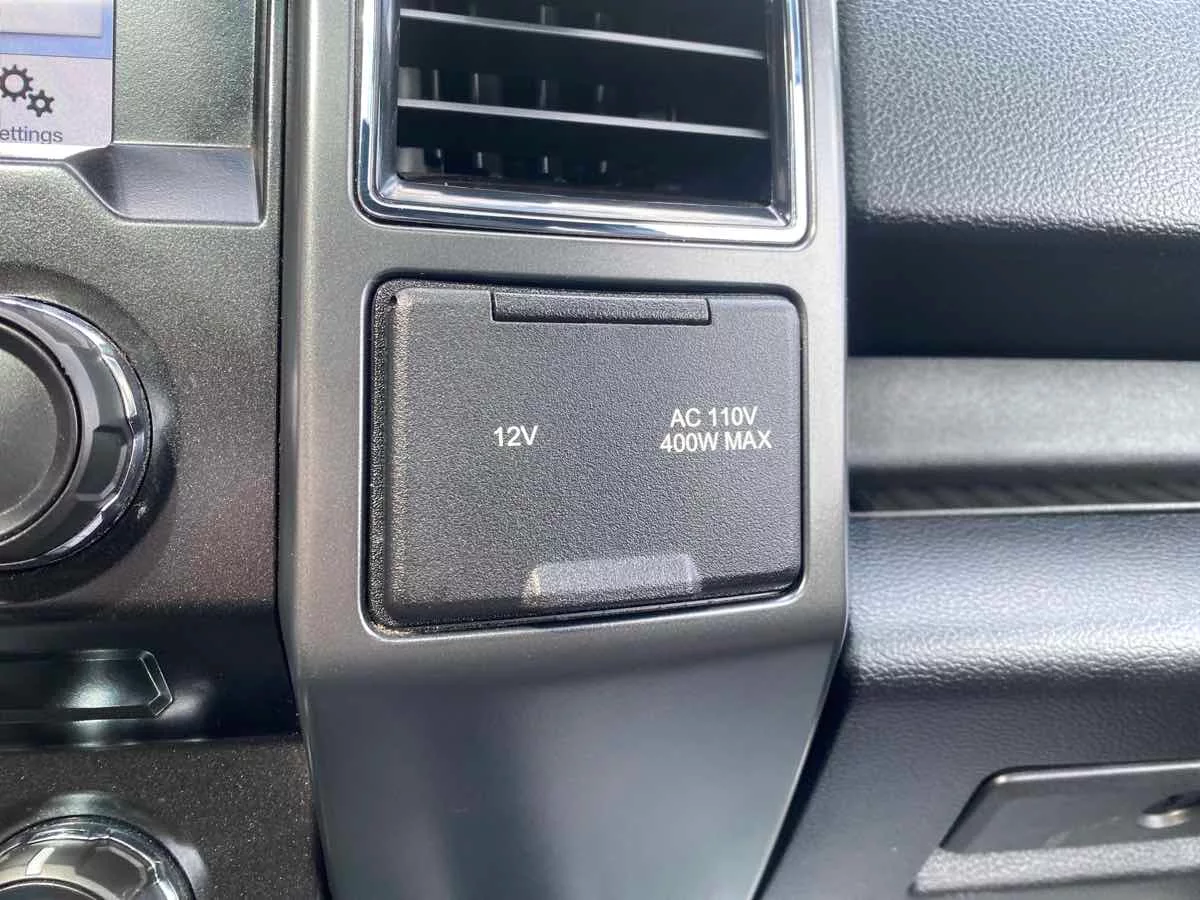 ettings
12V
AC 110V
400W MAX